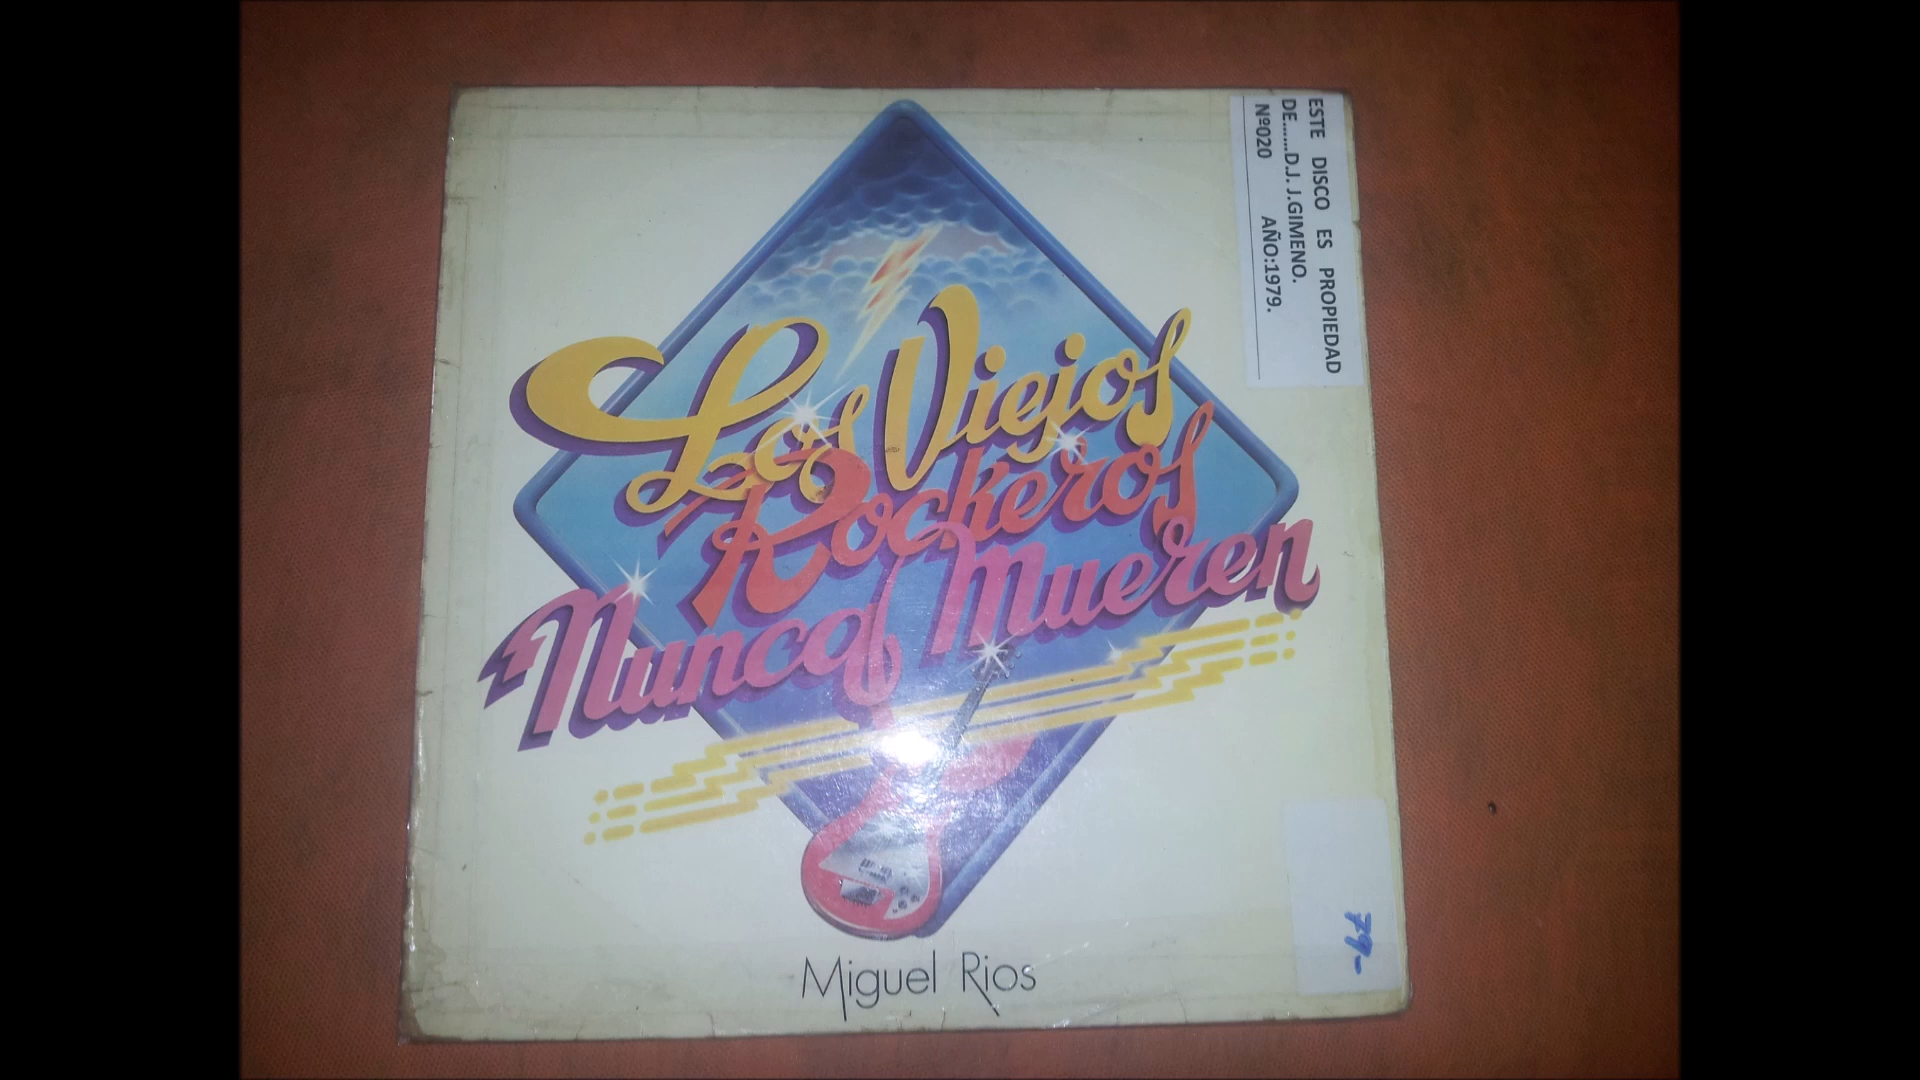 Los Viejos
Rockeros
Nunca Mueren
Miguel Rios
ESTE DISCO ES PROPIEDAD
DE......D.J. J.GIMENO.
Nº020 AÑO:1979.
79-